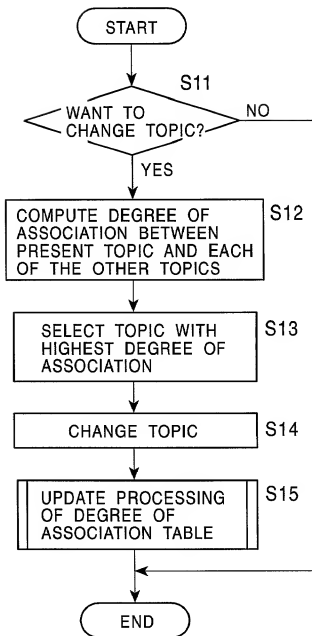 START
S11
WANT TO
CHANGE TOPIC?
NO
YES
S12
COMPUTE DEGREE OF
ASSOCIATION BETWEEN
PRESENT TOPIC AND EACH
OF THE OTHER TOPICS
S13
SELECT TOPIC WITH
HIGHEST DEGREE OF
ASSOCIATION
CHANGE TOPIC
S14
S15
UPDATE PROCESSING
OF DEGREE OF
ASSOCIATION TABLE
END